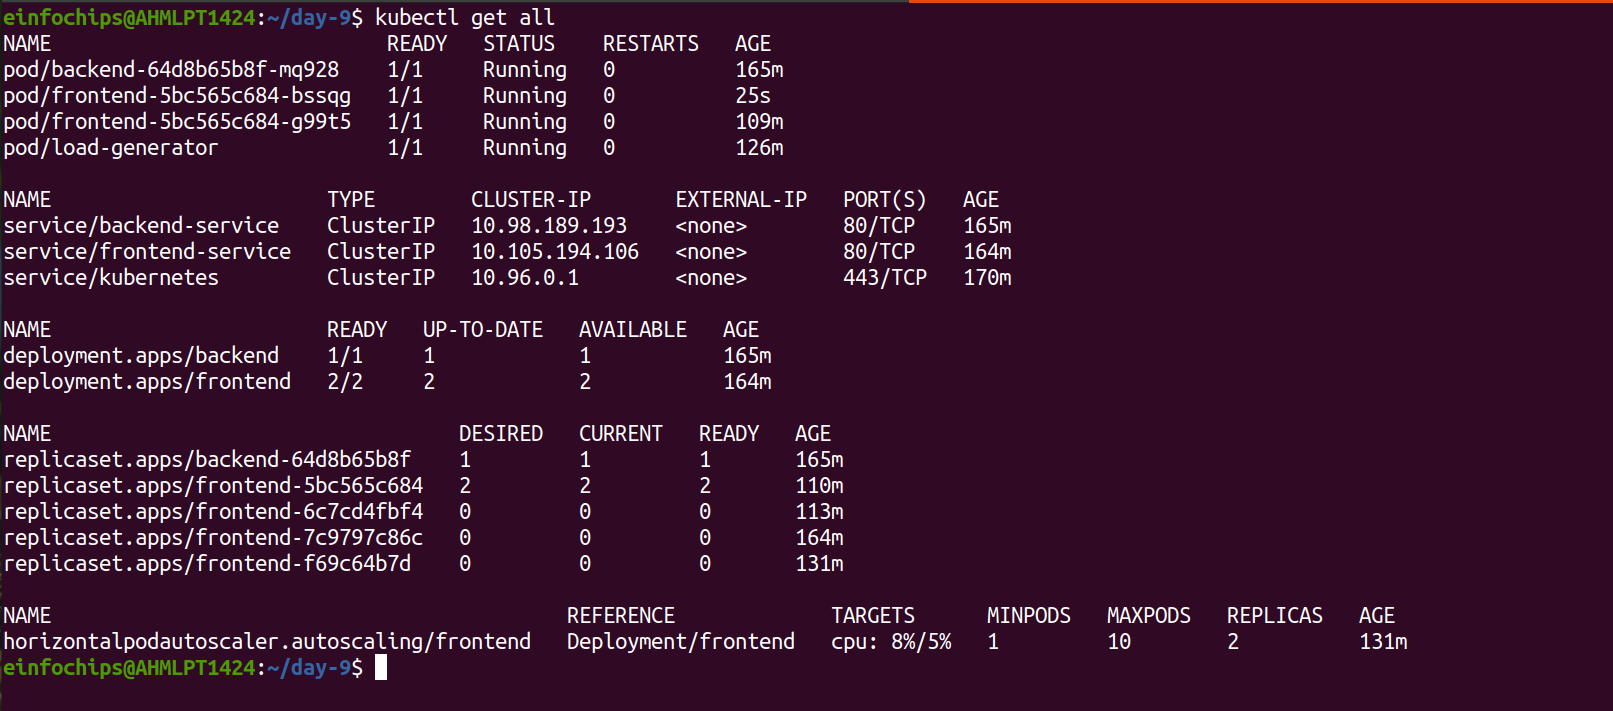 einfochips@AHMLPT1424:~/day-9$ kubectl get all
NAME                            READY   STATUS    RESTARTS   AGE
pod/backend-64d8b65b8f-mq928    1/1     Running   0          165m
pod/frontend-5bc565c684-bssqg   1/1     Running   0          25s
pod/frontend-5bc565c684-g99t5   1/1     Running   0          109m
pod/load-generator              1/1     Running   0          126m

NAME                       TYPE        CLUSTER-IP       EXTERNAL-IP   PORT(S)   AGE
service/backend-service    ClusterIP   10.98.189.193    <none>        80/TCP    165m
service/frontend-service   ClusterIP   10.105.194.106   <none>        80/TCP    164m
service/kubernetes         ClusterIP   10.96.0.1        <none>        443/TCP   170m

NAME                       READY   UP-TO-DATE   AVAILABLE   AGE
deployment.apps/backend    1/1     1            1           165m
deployment.apps/frontend   2/2     2            2           164m

NAME                                  DESIRED   CURRENT   READY   AGE
replicaset.apps/backend-64d8b65b8f    1         1         1       165m
replicaset.apps/frontend-5bc565c684   2         2         2       110m
replicaset.apps/frontend-6c7cd4fbf4   0         0         0       113m
replicaset.apps/frontend-7c9797c86c   0         0         0       164m
replicaset.apps/frontend-f69c64b7d    0         0         0       131m

NAME                                           REFERENCE             TARGETS      MINPODS   MAXPODS   REPLICAS   AGE
horizontalpodautoscaler.autoscaling/frontend   Deployment/frontend   cpu: 8%/5%   1         10        2          131m
einfochips@AHMLPT1424:~/day-9$